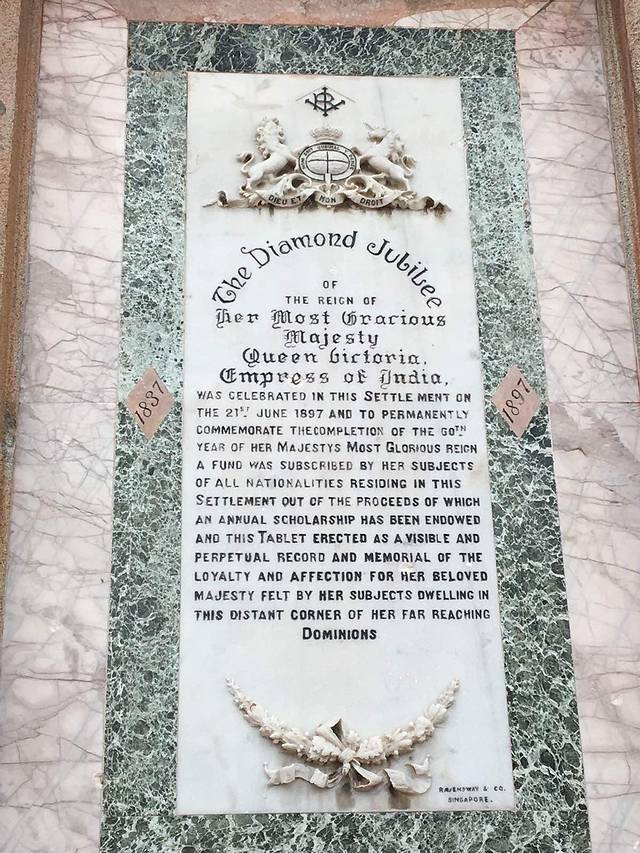 DIEU ET MON DROIT
The Diamond Jubilee
OF
THE REIGN OF
Her Most Gracious
Majesty
Queen Victoria.
Empress of India,
WAS CELEBRATED IN THIS SETTLEMENT ON
THE 21ST JUNE 1897 AND TO PERMANENTLY
COMMEMORATE THECOMPLETION OF THE 60TH
YEAR OF HER MAJESTYS MOST GLORIOUS REIGN
A FUND WAS SUBSCRIBED BY HER SUBJECTS
OF ALL NATIONALITIES RESIDING IN THIS
SETTLEMENT OUT OF THE PROCEEDS OF WHICH
AN ANNUAL SCHOLARSHIP HAS BEEN ENDOWED
AND THIS TABLET ERECTED AS A VISIBLE AND
PERPETUAL RECORD AND MEMORIAL OF THE
LOYALTY AND AFFECTION FOR HER BELOVED
MAJESTY FELT BY HER SUBJECTS DWELLING IN
THIS DISTANT CORNER OF HER FAR REACHING
DOMINIONS
1837
1897
& CO.
SINGAPORE.